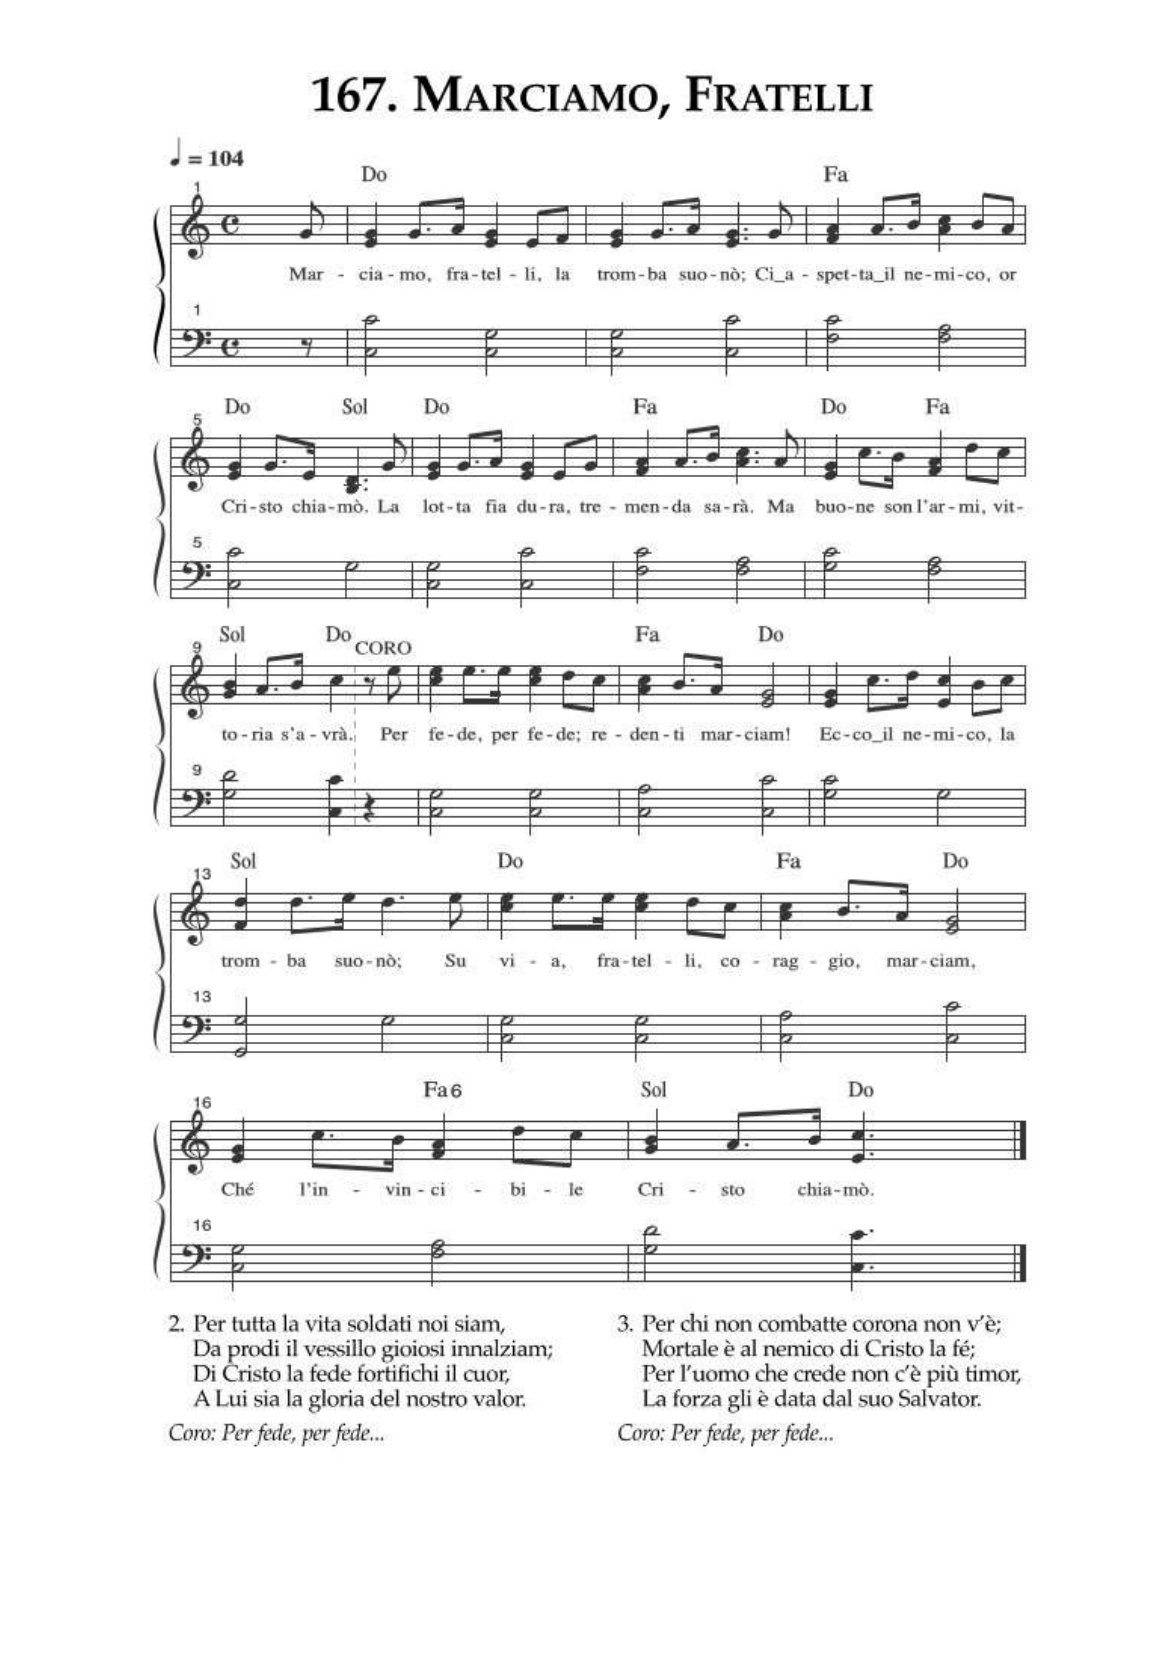 167. Marciamo, Fratelli
♩ = 104
Do Fa
1
Mar - cia - mo, fra - tel - li, la trom - ba suo - nò; Ci_a - spet - ta_il ne - mi - co, or
1
Do Sol Do Fa Do Fa
5
Cri - sto chia - mò. La lot - ta fia du - ra, tre - men - da sa - rà. Ma buo - ne son l'ar - mi, vit -
5
Sol Do CORO Fa Do
9
to - ria s'a - vrà. Per fe - de, per fe - de; re - den - ti mar - ciam! Ec - co_il ne - mi - co, la
9
Sol Do Fa Do
13
trom - ba suo - nò; Su vi - a, fra - tel - li, co - rag - gio, mar - ciam,
13
Fa6 Sol Do
16
Ché l'in - vin - ci - bi - le Cri - sto chia - mò.
16
2. Per tutta la vita soldati noi siam,
Da prodi il vessillo gioiosi innalziam;
Di Cristo la fede fortifichi il cuor,
A Lui sia la gloria del nostro valor.
Coro: Per fede, per fede...
3. Per chi non combatte corona non v'è;
Mortale è al nemico di Cristo la fé;
Per l'uomo che crede non c'è più timor,
La forza gli è data dal suo Salvator.
Coro: Per fede, per fede...